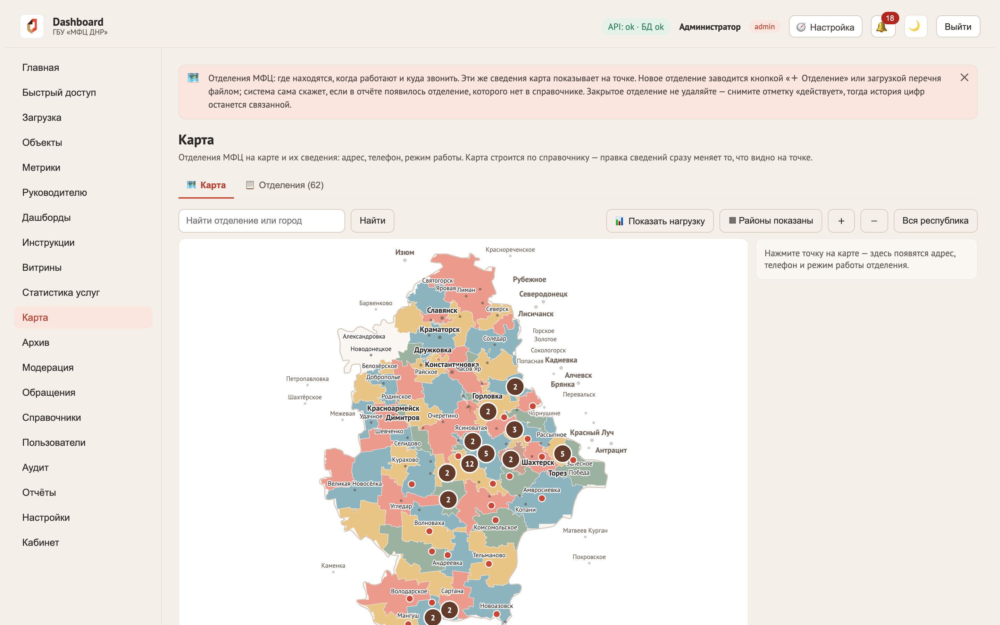 Dashboard
ГБУ «МФЦ ДНР»
API: ok · БД ok
Администратор
admin
Настройка
18
Выйти
Главная
Быстрый доступ
Загрузка
Объекты
Метрики
Руководителю
Дашборды
Инструкции
Витрины
Статистика услуг
Карта
Архив
Модерация
Обращения
Справочники
Пользователи
Аудит
Отчёты
Настройки
Кабинет
Отделения МФЦ: где находятся, когда работают и куда звонить. Эти же сведения карта показывает на точке. Новое отделение заводится кнопкой «+ Отделение» или загрузкой перечня
файлом; система сама скажет, если в отчёте появилось отделение, которого нет в справочнике. Закрытое отделение не удаляйте — снимите отметку «действует», тогда история цифр
останется связанной.
Карта
Отделения МФЦ на карте и их сведения: адрес, телефон, режим работы. Карта строится по справочнику — правка сведений сразу меняет то, что видно на точке.
Карта
Отделения (62)
Найти отделение или город
Найти
Показать нагрузку
Районы показаны
+
−
Вся республика
Нажмите точку на карте — здесь появятся адрес,
телефон и режим работы отделения.
Изюм
Краснореченское
Рубежное
Святогорск
Яровая
Лиман
Северодонецк
Барвенково
Славянск
Северск
Лисичанск
Краматорск
Горское
Александровка
Соледар
Золотое
Новодонецкое
Дружковка
Сокологорск
Попасная
Кадиевка
Белозёрское
Константиновка
Часов Яр
Райское
Алчевск
Доброполье
Петропавловка
Брянка
2
Перевальск
Шахтёрское
Родинское
Горловка
Красноармейск
2
Межевая
Удачное
Димитров
Очеретино
Чорнушине
Ясиноватая
3
Шевченко
Рассыпное
Красный Луч
Селидово
2
Антрацит
5
5
Курахово
12
2
Шахтерск
Залесное
2
Торез
Победа
Великая Новосёлка
Амвросиевка
2
Угледар
Копани
Волноваха
Комсомольское
Матвеев Курган
Тельманово
Покровское
Андреевка
Каменка
Володарское
Сартана
Новоазовск
2
Мангуш
2